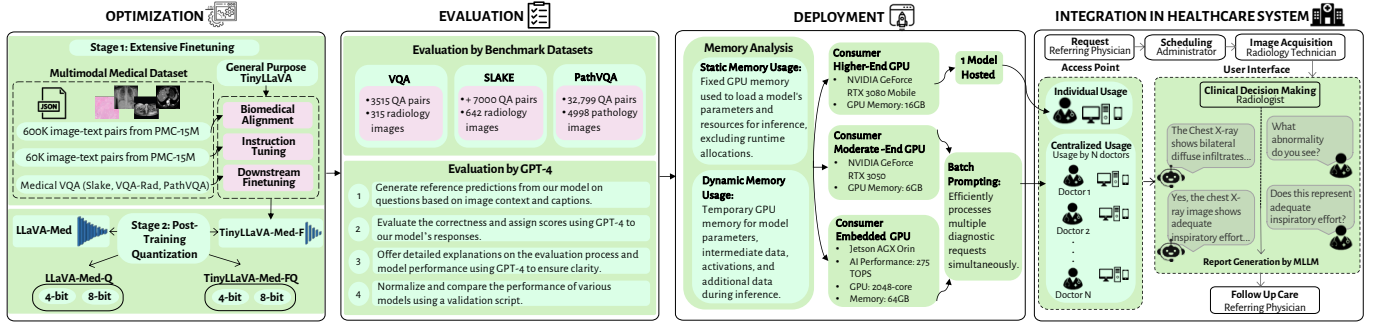 OPTIMIZATION
Stage 1: Extensive Finetuning
Multimodal Medical Dataset
General Purpose
TinyLLaVA
JSON
600K image-text pairs from PMC-15M
60K image-text pairs from PMC-15M
Medical VQA (Slake, VQA-Rad, PathVQA)
Biomedical
Alignment
Instruction
Tuning
Downstream
Finetuning
LLaVA-Med
Stage 2: Post-
Training
Quantization
TinyLLaVA-Med-F
LLaVA-Med-Q
4-bit 8-bit
TinyLLaVA-Med-FQ
4-bit 8-bit
EVALUATION
Evaluation by Benchmark Datasets
VQA
•3515 QA pairs
•315 radiology
images
SLAKE
•+ 7000 QA pairs
•642 radiology
images
PathVQA
•32,799 QA pairs
•4998 pathology
images
Evaluation by GPT-4
1 Generate reference predictions from our model on
questions based on image context and captions.
2 Evaluate the correctness and assign scores using GPT-4 to
our model's responses.
3 Offer detailed explanations on the evaluation process and
model performance using GPT-4 to ensure clarity.
4 Normalize and compare the performance of various
models using a validation script.
DEPLOYMENT
Memory Analysis
Static Memory Usage:
Fixed GPU memory
used to load a model's
parameters and
resources for inference,
excluding runtime
allocations.
Dynamic Memory
Usage:
Temporary GPU
memory for model
parameters,
intermediate data,
activations, and
additional data
during inference.
Consumer
Higher-End GPU
• NVIDIA GeForce
RTX 3080 Mobile
• GPU Memory: 16GB
Consumer
Moderate -End GPU
• NVIDIA GeForce
RTX 3050
• GPU Memory: 6GB
Consumer
Embedded GPU
• Jetson AGX Orin
• AI Performance: 275
TOPS
• GPU: 2048-core
• Memory: 64GB
1 Model
Hosted
Batch
Prompting:
Efficiently
processes
multiple
diagnostic
requests
simultaneously.
INTEGRATION IN HEALTHCARE SYSTEM
Request
Referring Physician
Scheduling
Administrator
Image Acquisition
Radiology Technician
Access Point
Individual Usage
Centralized Usage
Usage by N doctors
Doctor 1
Doctor 2
Doctor N
User Interface
Clinical Decision Making
Radiologist
The Chest X-ray
shows bilateral
diffuse infiltrates...
What
abnormality
do you see?
Yes, the chest X-
ray image shows
adequate
inspiratory effort...
Does this represent
adequate
inspiratory effort?
Report Generation by MLLM
Follow Up Care
Referring Physician